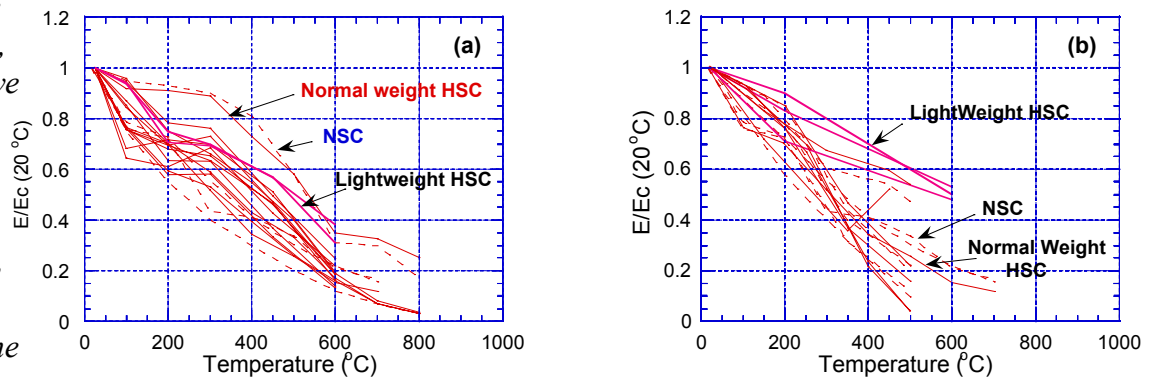 ,
ve
.
ne
1.2
1
0.8
0.6
0.4
0.2
0
E/Ec (20 °C)
(a)
Normal weight HSC
NSC
Lightweight HSC
0 200 400 600 800 1000
Temperature (°C)
1.2
1
0.8
0.6
0.4
0.2
0
E/Ec (20 °C)
(b)
LightWeight HSC
NSC
Normal Weight
HSC
0 200 400 600 800 1000
Temperature (°C)